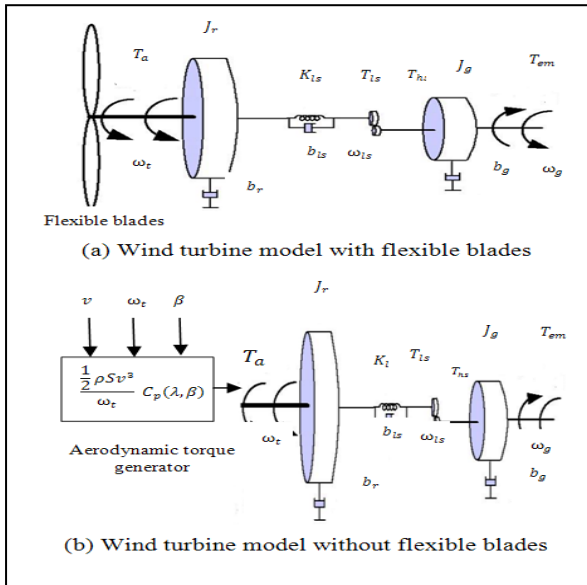 J_r
T_a K_ls T_ls T_hs J_g T_em
ω_t b_r b_ls ω_ls b_g ω_g
Flexible blades
(a) Wind turbine model with flexible blades
v ω_t β J_r J_g T_em
T_a K_l T_ls T_hs
½ρSv³/ω_t C_p(λ,β)
ω_t b_ls ω_ls ω_g
Aerodynamic torque
generator
b_r b_g
(b) Wind turbine model without flexible blades